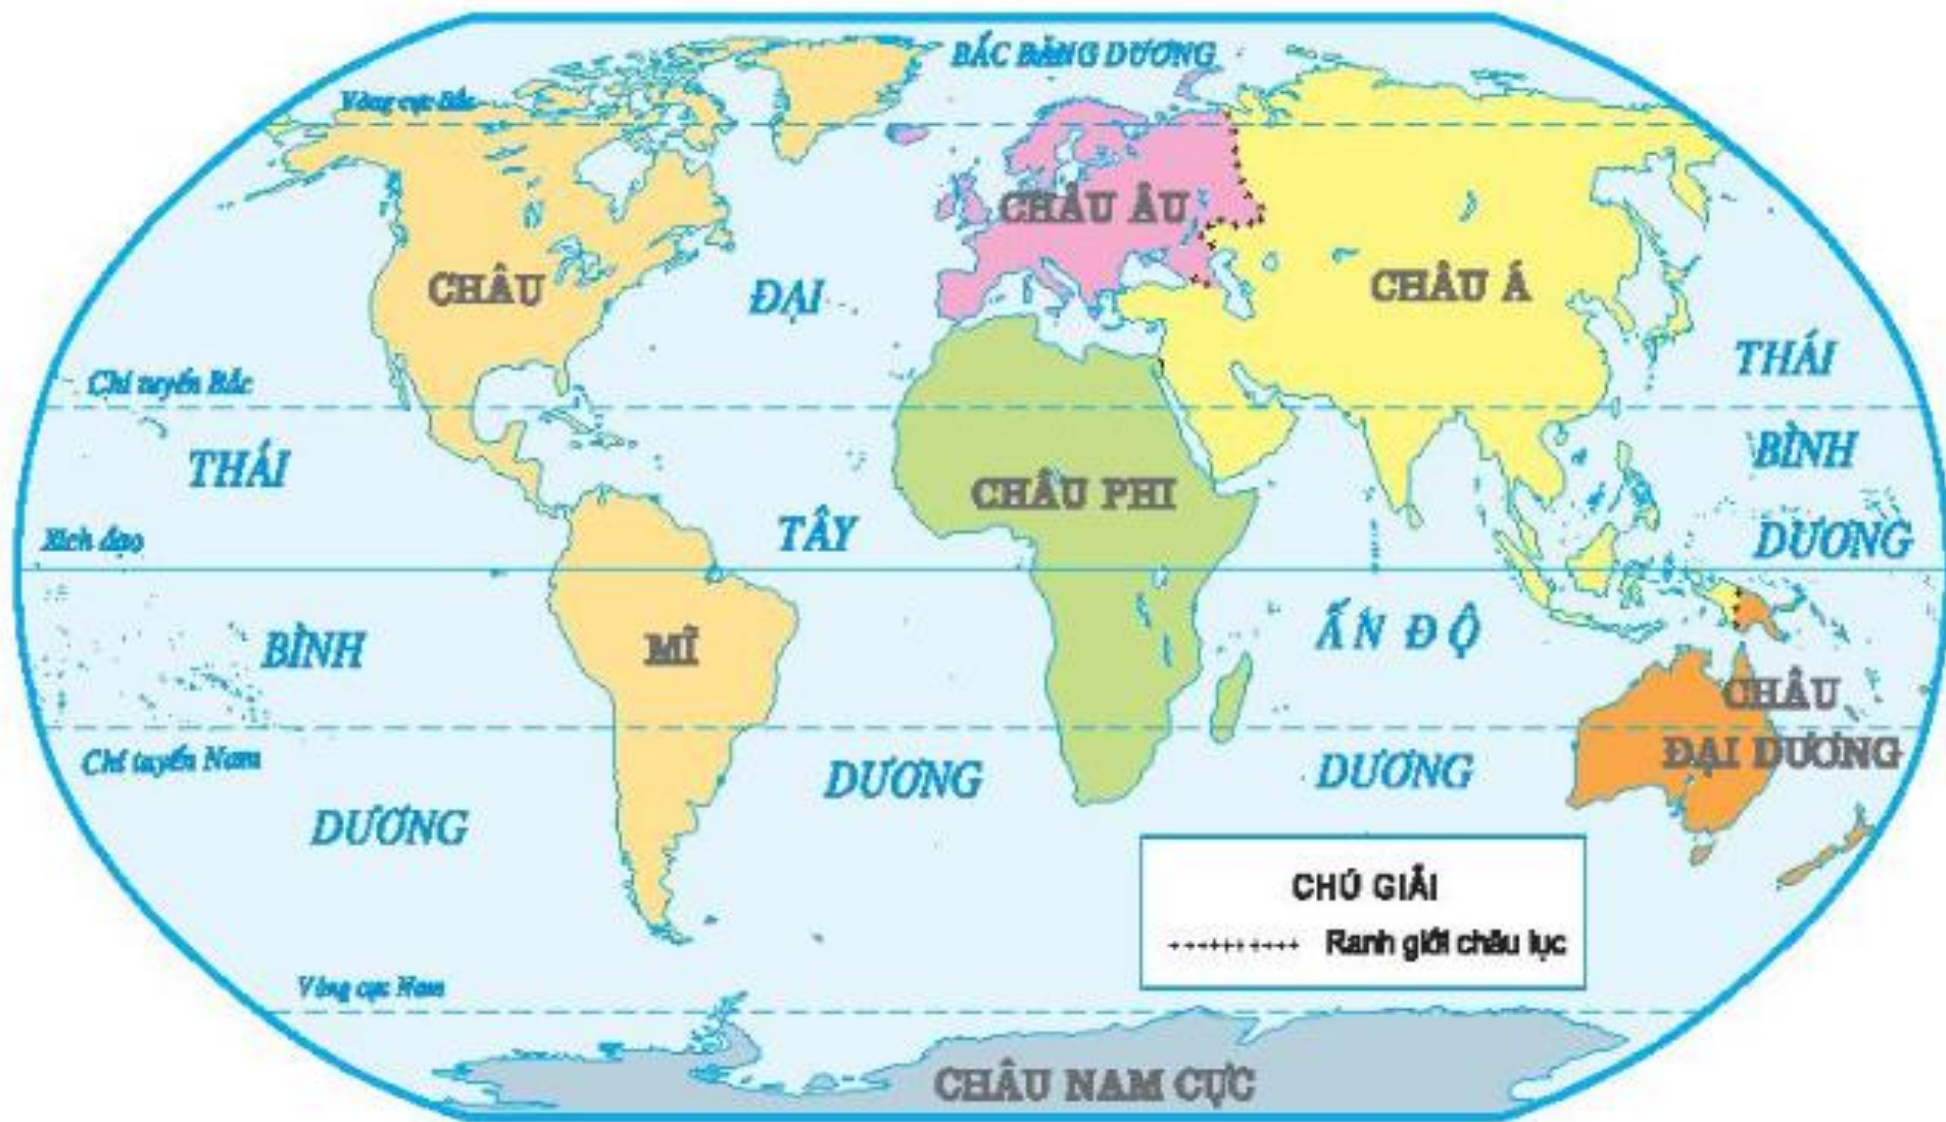 BẮC BĂNG DƯƠNG
Vòng cực Bắc
CHÂU ÂU
CHÂU
ĐẠI
CHÂU Á
THÁI
Chí tuyến Bắc
THÁI
BÌNH
CHÂU PHI
TÂY
DƯƠNG
Xích đạo
BÌNH
MĨ
ẤN ĐỘ
CHÂU
ĐẠI DƯƠNG
Chí tuyến Nam
DƯƠNG
DƯƠNG
DƯƠNG
CHÚ GIẢI
Ranh giới châu lục
Vòng cực Nam
CHÂU NAM CỰC